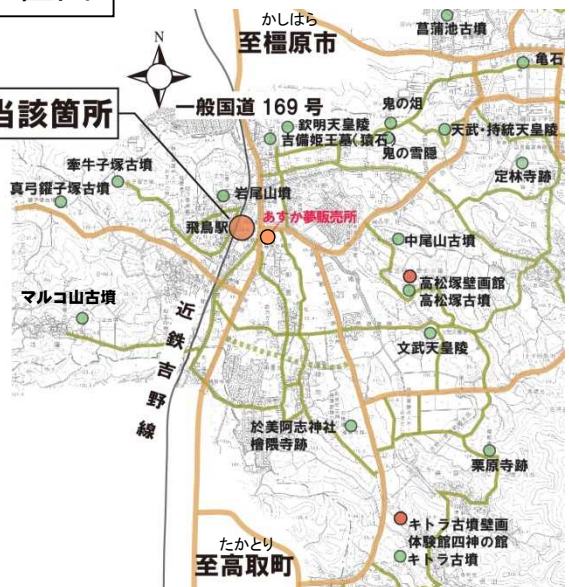 かしはら
至橿原市
菖蒲池古墳
亀石
N
当該箇所
一般国道 169 号
鬼の俎
欽明天皇陵
天武・持統天皇陵
吉備姫王墓(猿石)
鬼の雪隠
牽牛子塚古墳
定林寺跡
真弓鑵子塚古墳
岩尾山墳
あすか夢販売所
飛鳥駅
中尾山古墳
高松塚壁画館
高松塚古墳
マルコ山古墳
近鉄吉野線
文武天皇陵
於美阿志神社
檜隈寺跡
栗原寺跡
キトラ古墳壁画
体験館四神の館
キトラ古墳
たかとり
至高取町